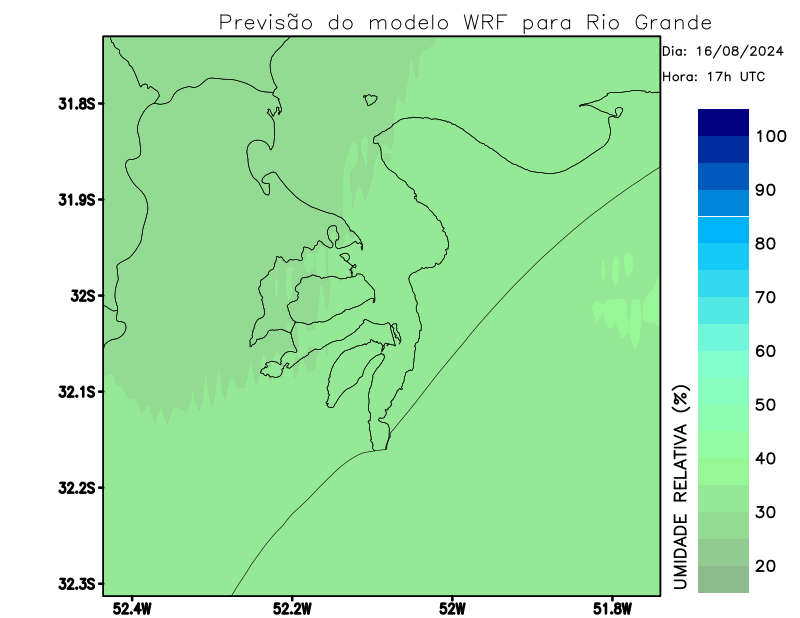 Previsão do modelo WRF para Rio Grande
Dia: 16/08/2024
Hora: 17h UTC
31.8S
31.9S
32S
32.1S
32.2S
32.3S
52.4W
52.2W
52W
51.8W
UMIDADE RELATIVA (%)
100
90
80
70
60
50
40
30
20